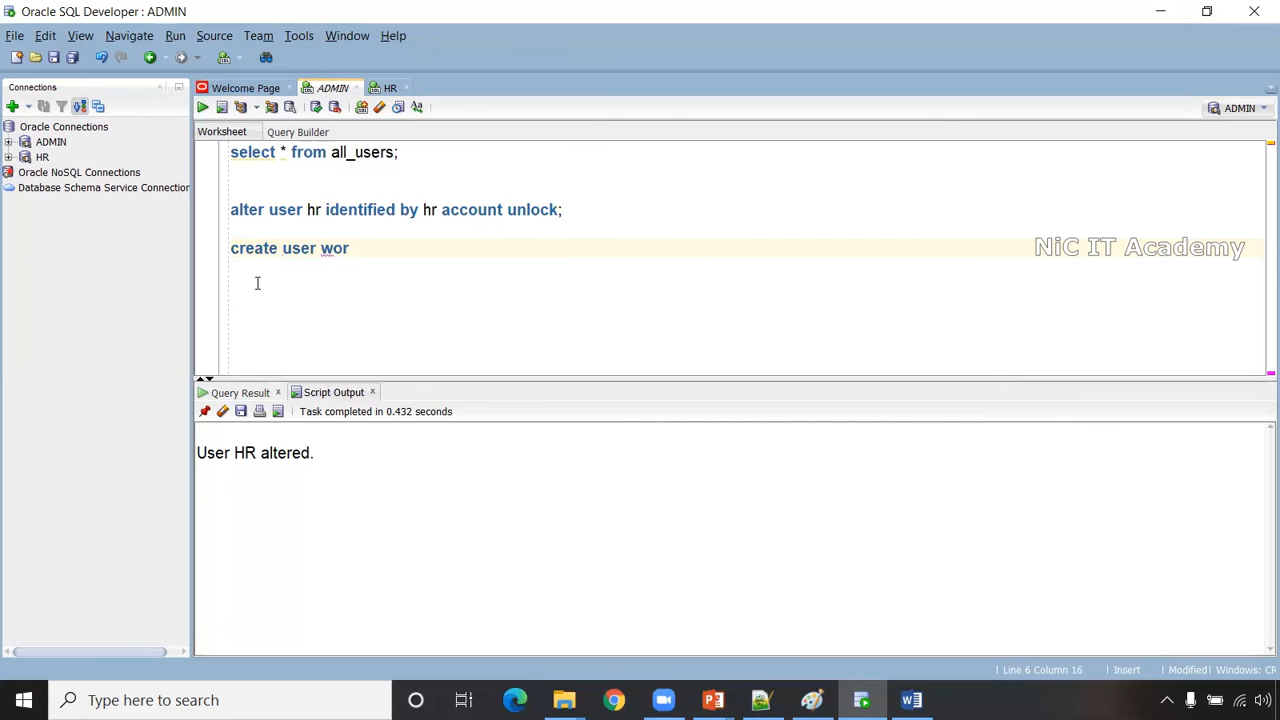 Oracle SQL Developer : ADMIN
File Edit View Navigate Run Source Team Tools Window Help
Connections
Welcome Page ADMIN HR
ADMIN
Oracle Connections
ADMIN
HR
Oracle NoSQL Connections
Database Schema Service Connection
Worksheet Query Builder
select * from all_users;
alter user hr identified by hr account unlock;
create user wor
NiC IT Academy
Query Result Script Output
Task completed in 0.432 seconds
User HR altered.
Line 6 Column 16 Insert Modified Windows: CR
Type here to search